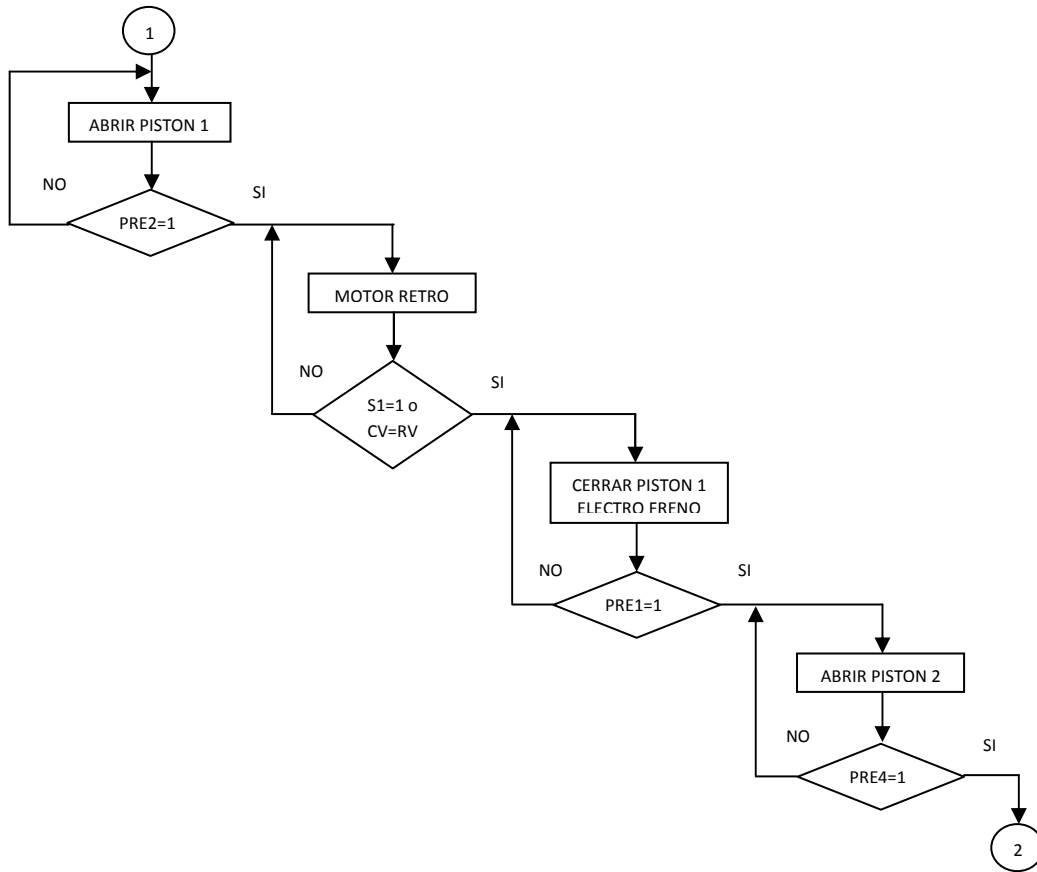 1
ABRIR PISTON 1
NO
SI
PRE2=1
MOTOR RETRO
NO
SI
S1=1 o
CV=RV
CERRAR PISTON 1
ELECTRO FRENO
NO
SI
PRE1=1
ABRIR PISTON 2
NO
SI
PRE4=1
2